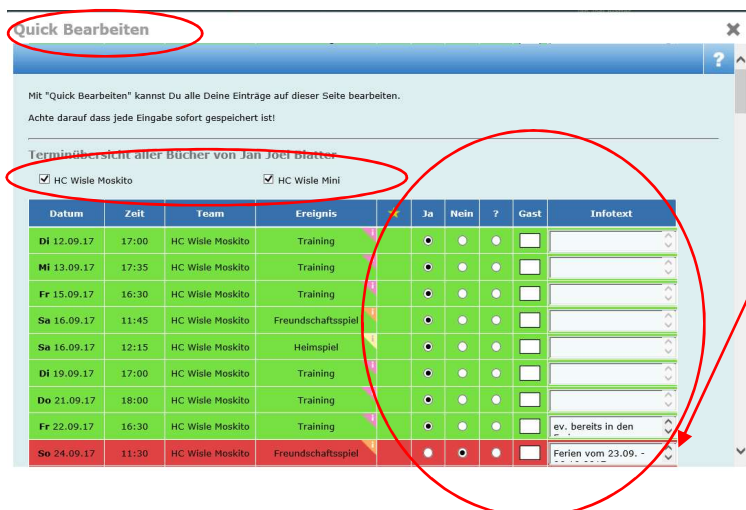 Quick Bearbeiten
?
Mit "Quick Bearbeiten" kannst Du alle Deine Einträge auf dieser Seite bearbeiten.
Achte darauf dass jede Eingabe sofort gespeichert ist!
Terminübersicht aller Bücher von Jan Joel Blatter
HC Wisle Moskito HC Wisle Mini
Datum Zeit Team Ereignis Ja Nein ? Gast Infotext
Di 12.09.17 17:00 HC Wisle Moskito Training
Mi 13.09.17 17:35 HC Wisle Moskito Training
Fr 15.09.17 16:30 HC Wisle Moskito Training
Sa 16.09.17 11:45 HC Wisle Moskito Freundschaftsspiel
Sa 16.09.17 12:15 HC Wisle Moskito Heimspiel
Di 19.09.17 17:00 HC Wisle Moskito Training
Do 21.09.17 18:00 HC Wisle Moskito Training
Fr 22.09.17 16:30 HC Wisle Moskito Training ev. bereits in den
So 24.09.17 11:30 HC Wisle Moskito Freundschaftsspiel Ferien vom 23.09. -